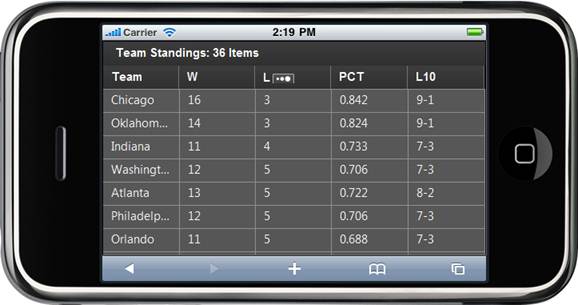 Carrier 2:19 PM
Team Standings: 36 Items
Team W L PCT L10
Chicago 16 3 0.842 9-1
Oklahom... 14 3 0.824 9-1
Indiana 11 4 0.733 7-3
Washingt... 12 5 0.706 7-3
Atlanta 13 5 0.722 8-2
Philadelp... 12 5 0.706 7-3
Orlando 11 5 0.688 7-3